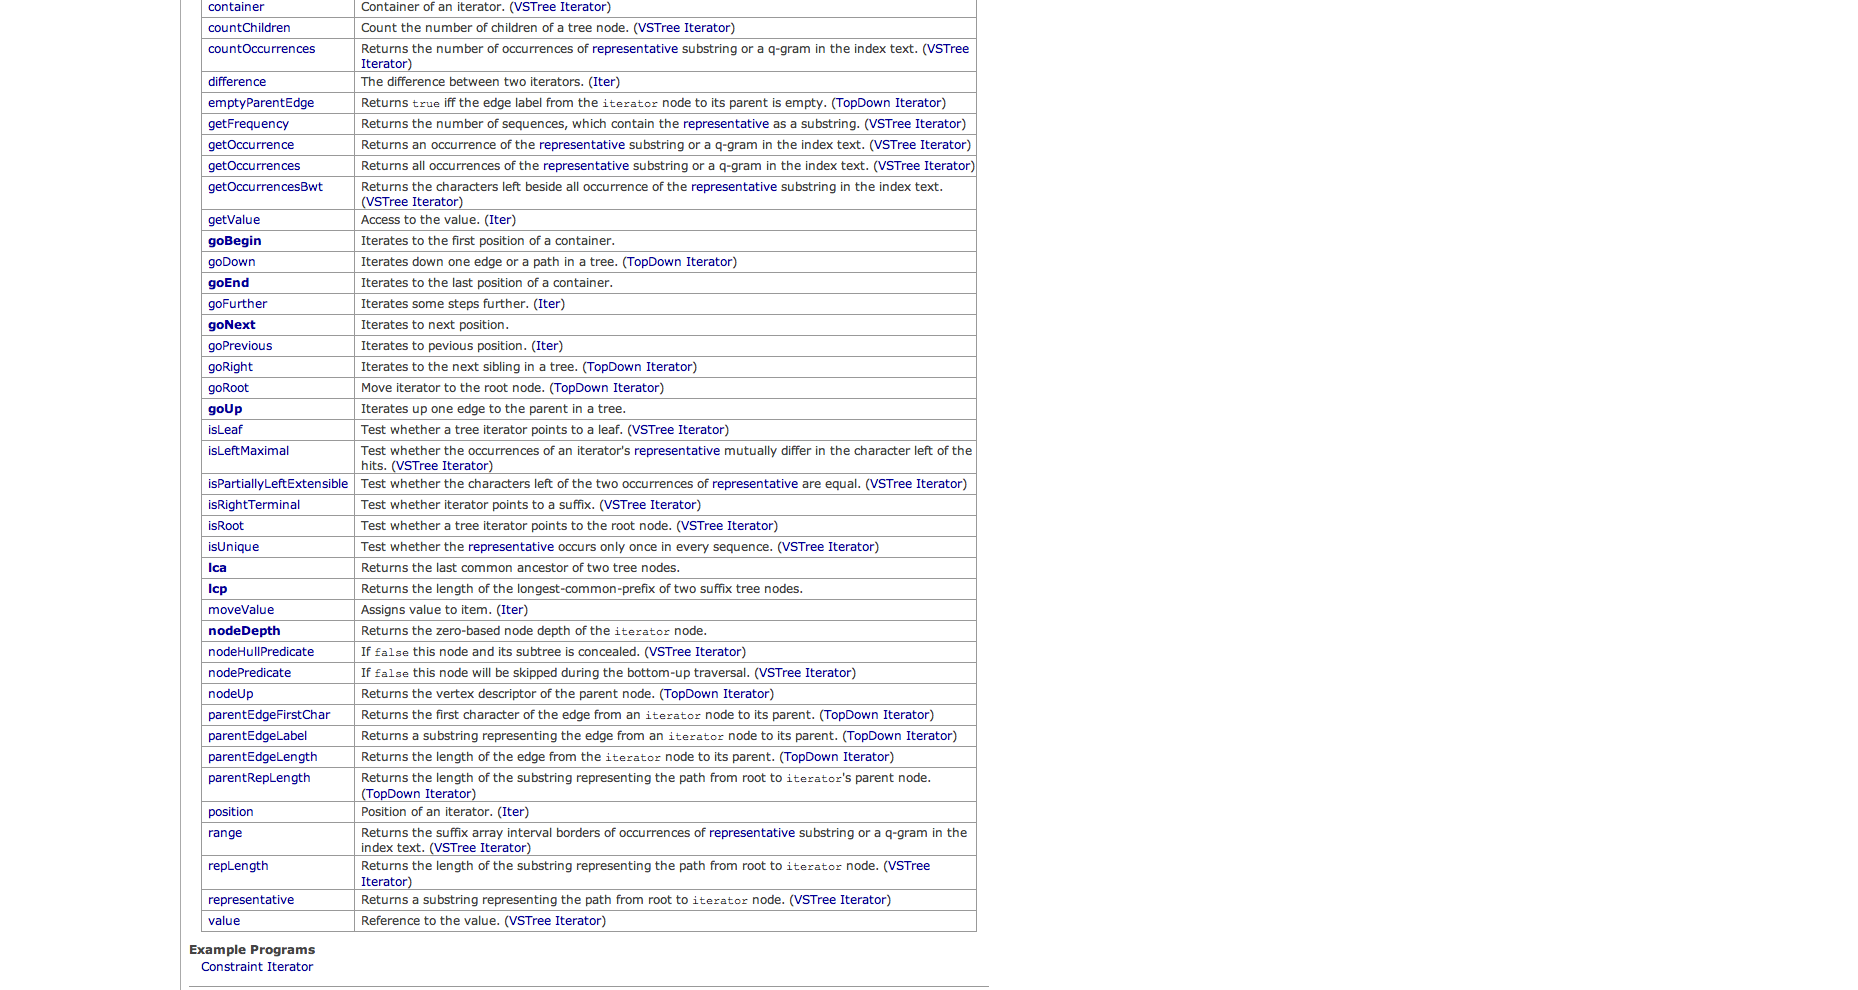 container Container of an iterator. (VSTree Iterator)
countChildren Count the number of children of a tree node. (VSTree Iterator)
countOccurrences Returns the number of occurrences of representative substring or a q-gram in the index text. (VSTree
Iterator)
difference The difference between two iterators. (Iter)
emptyParentEdge Returns true iff the edge label from the iterator node to its parent is empty. (TopDown Iterator)
getFrequency Returns the number of sequences, which contain the representative as a substring. (VSTree Iterator)
getOccurrence Returns an occurrence of the representative substring or a q-gram in the index text. (VSTree Iterator)
getOccurrences Returns all occurrences of the representative substring or a q-gram in the index text. (VSTree Iterator)
getOccurrencesBwt Returns the characters left beside all occurrence of the representative substring in the index text.
(VSTree Iterator)
getValue Access to the value. (Iter)
goBegin Iterates to the first position of a container.
goDown Iterates down one edge or a path in a tree. (TopDown Iterator)
goEnd Iterates to the last position of a container.
goFurther Iterates some steps further. (Iter)
goNext Iterates to next position.
goPrevious Iterates to pevious position. (Iter)
goRight Iterates to the next sibling in a tree. (TopDown Iterator)
goRoot Move iterator to the root node. (TopDown Iterator)
goUp Iterates up one edge to the parent in a tree.
isLeaf Test whether a tree iterator points to a leaf. (VSTree Iterator)
isLeftMaximal Test whether the occurrences of an iterator's representative mutually differ in the character left of the
hits. (VSTree Iterator)
isPartiallyLeftExtensible Test whether the characters left of the two occurrences of representative are equal. (VSTree Iterator)
isRightTerminal Test whether iterator points to a suffix. (VSTree Iterator)
isRoot Test whether a tree iterator points to the root node. (VSTree Iterator)
isUnique Test whether the representative occurs only once in every sequence. (VSTree Iterator)
lca Returns the last common ancestor of two tree nodes.
lcp Returns the length of the longest-common-prefix of two suffix tree nodes.
moveValue Assigns value to item. (Iter)
nodeDepth Returns the zero-based node depth of the iterator node.
nodeHullPredicate If false this node and its subtree is concealed. (VSTree Iterator)
nodePredicate If false this node will be skipped during the bottom-up traversal. (VSTree Iterator)
nodeUp Returns the vertex descriptor of the parent node. (TopDown Iterator)
parentEdgeFirstChar Returns the first character of the edge from an iterator node to its parent. (TopDown Iterator)
parentEdgeLabel Returns a substring representing the edge from an iterator node to its parent. (TopDown Iterator)
parentEdgeLength Returns the length of the edge from the iterator node to its parent. (TopDown Iterator)
parentRepLength Returns the length of the substring representing the path from root to iterator's parent node.
(TopDown Iterator)
position Position of an iterator. (Iter)
range Returns the suffix array interval borders of occurrences of representative substring or a q-gram in the
index text. (VSTree Iterator)
repLength Returns the length of the substring representing the path from root to iterator node. (VSTree
Iterator)
representative Returns a substring representing the path from root to iterator node. (VSTree Iterator)
value Reference to the value. (VSTree Iterator)
Example Programs
Constraint Iterator